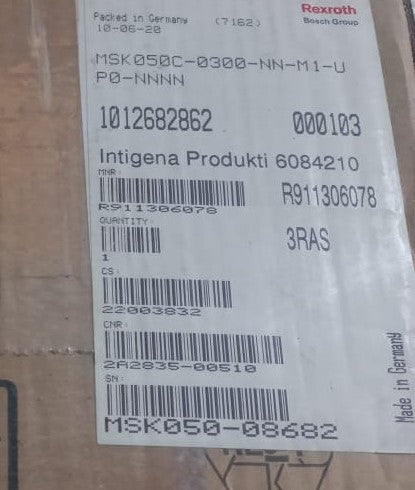 Rexroth
Packed in Germany (7162) Bosch Group
10-06-20
MSK050C-0300-NN-M1-U
P0-NNNN
1012682862 000103
Intigena Produkti 6084210
MNR:
R911306078 R911306078
QUANTITY:
1 3RAS
CS:
22003832
CNR:
2A2835-00510
SN:
MSK050-08682
Made in Germany